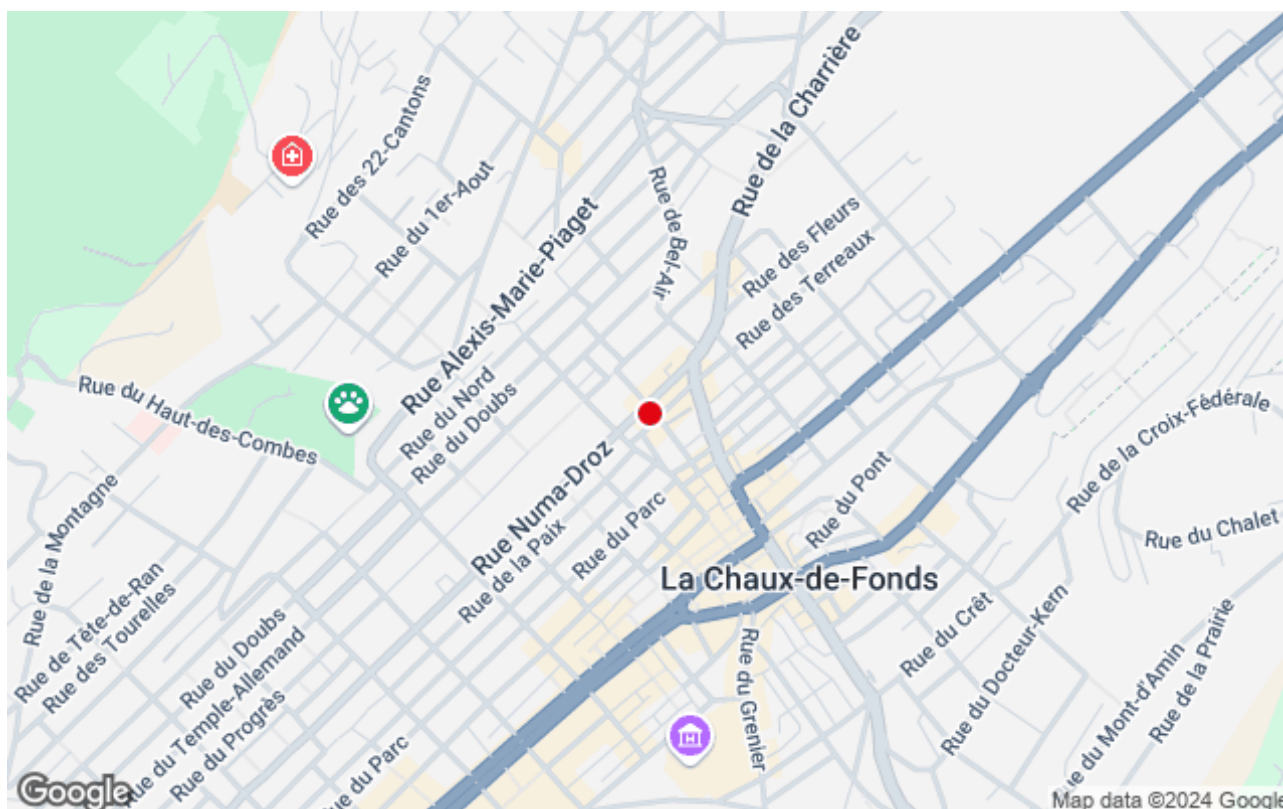 Rue de la Charrière
Rue des 22-Cantons
Rue du 1er-Aout
Rue de Bel-Air
Rue des Fleurs
Rue des Terreaux
Rue Alexis-Marie-Piaget
Rue du Haut-des-Combes
Rue du Nord
Rue du Doubs
Rue de la Croix-Fédérale
Rue Numa-Droz
Rue du Pont
Rue du Parc
Rue de la Paix
Rue du Chalet
La Chaux-de-Fonds
Rue de la Montagne
Rue de Tête-de-Ran
Rue des Tourelles
Rue du Doubs
Rue du Temple-Allemand
Rue du Progrès
Rue du Crêt
Rue du Docteur-Kern
Rue du Grenier
Rue du Mont-d'Amin
Rue de la Prairie
Rue du Parc
H
Google
Map data ©2024 Google